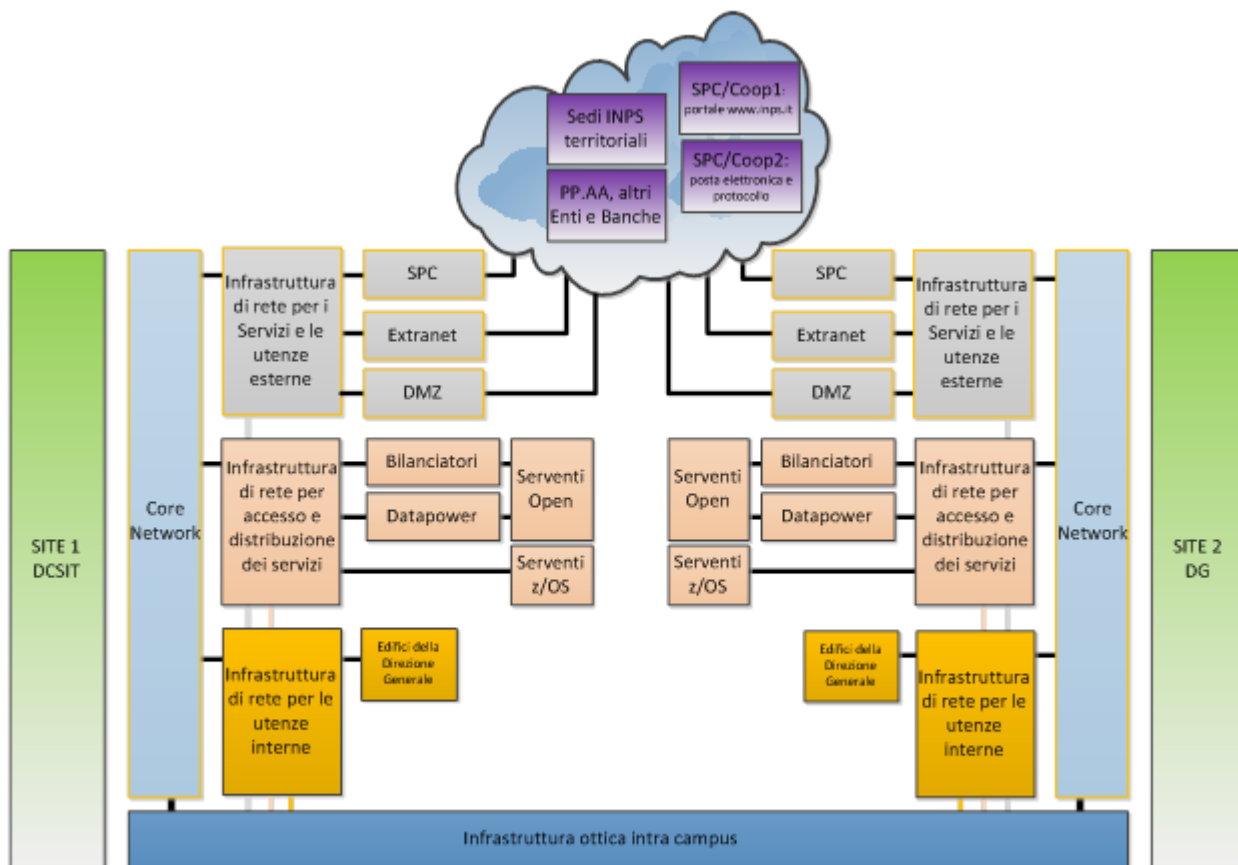 Sedi INPS
territoriali
SPC/Coop1:
portale www.inps.it
SPC/Coop2:
posta elettronica e
protocollo
PP.AA, altri
Enti e Banche
SITE 1
DCSIT
Core
Network
Infrastruttura
di rete per i
Servizi e le
utenze
esterne
SPC
Extranet
DMZ
Infrastruttura
di rete per
accesso e
distribuzione
dei servizi
Bilanciatori
Datapower
Serventi
Open
Serventi
z/OS
Infrastruttura
di rete per le
utenze
interne
Edifici della
Direzione
Generale
SPC
Extranet
DMZ
Infrastruttura
di rete per i
Servizi e le
utenze
esterne
Serventi
Open
Serventi
z/OS
Bilanciatori
Datapower
Infrastruttura
di rete per
accesso e
distribuzione
dei servizi
Edifici della
Direzione
Generale
Infrastruttura
di rete per le
utenze
interne
Core
Network
SITE 2
DG
Infrastruttura ottica intra campus